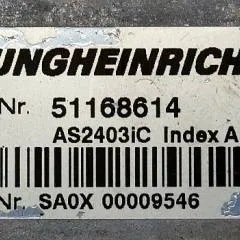 UNGHEINRICH
Nr. 51168614
AS2403iC Index A
Nr. SA0X 00009546